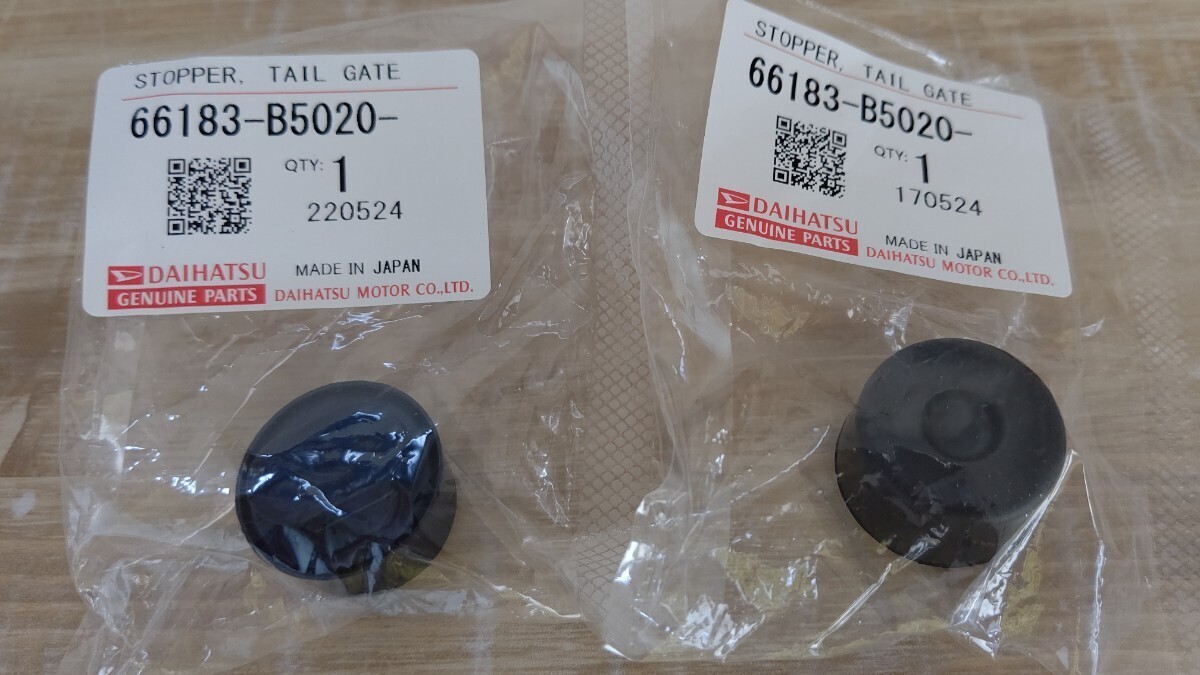 STOPPER, TAIL GATE
66183-B5020-
QTY: 1
220524
DAIHATSU
GENUINE PARTS
MADE IN JAPAN
DAIHATSU MOTOR CO.,LTD.
STOPPER, TAIL GATE
66183-B5020-
QTY: 1
170524
DAIHATSU
GENUINE PARTS
MADE IN JAPAN
DAIHATSU MOTOR CO.,LTD.